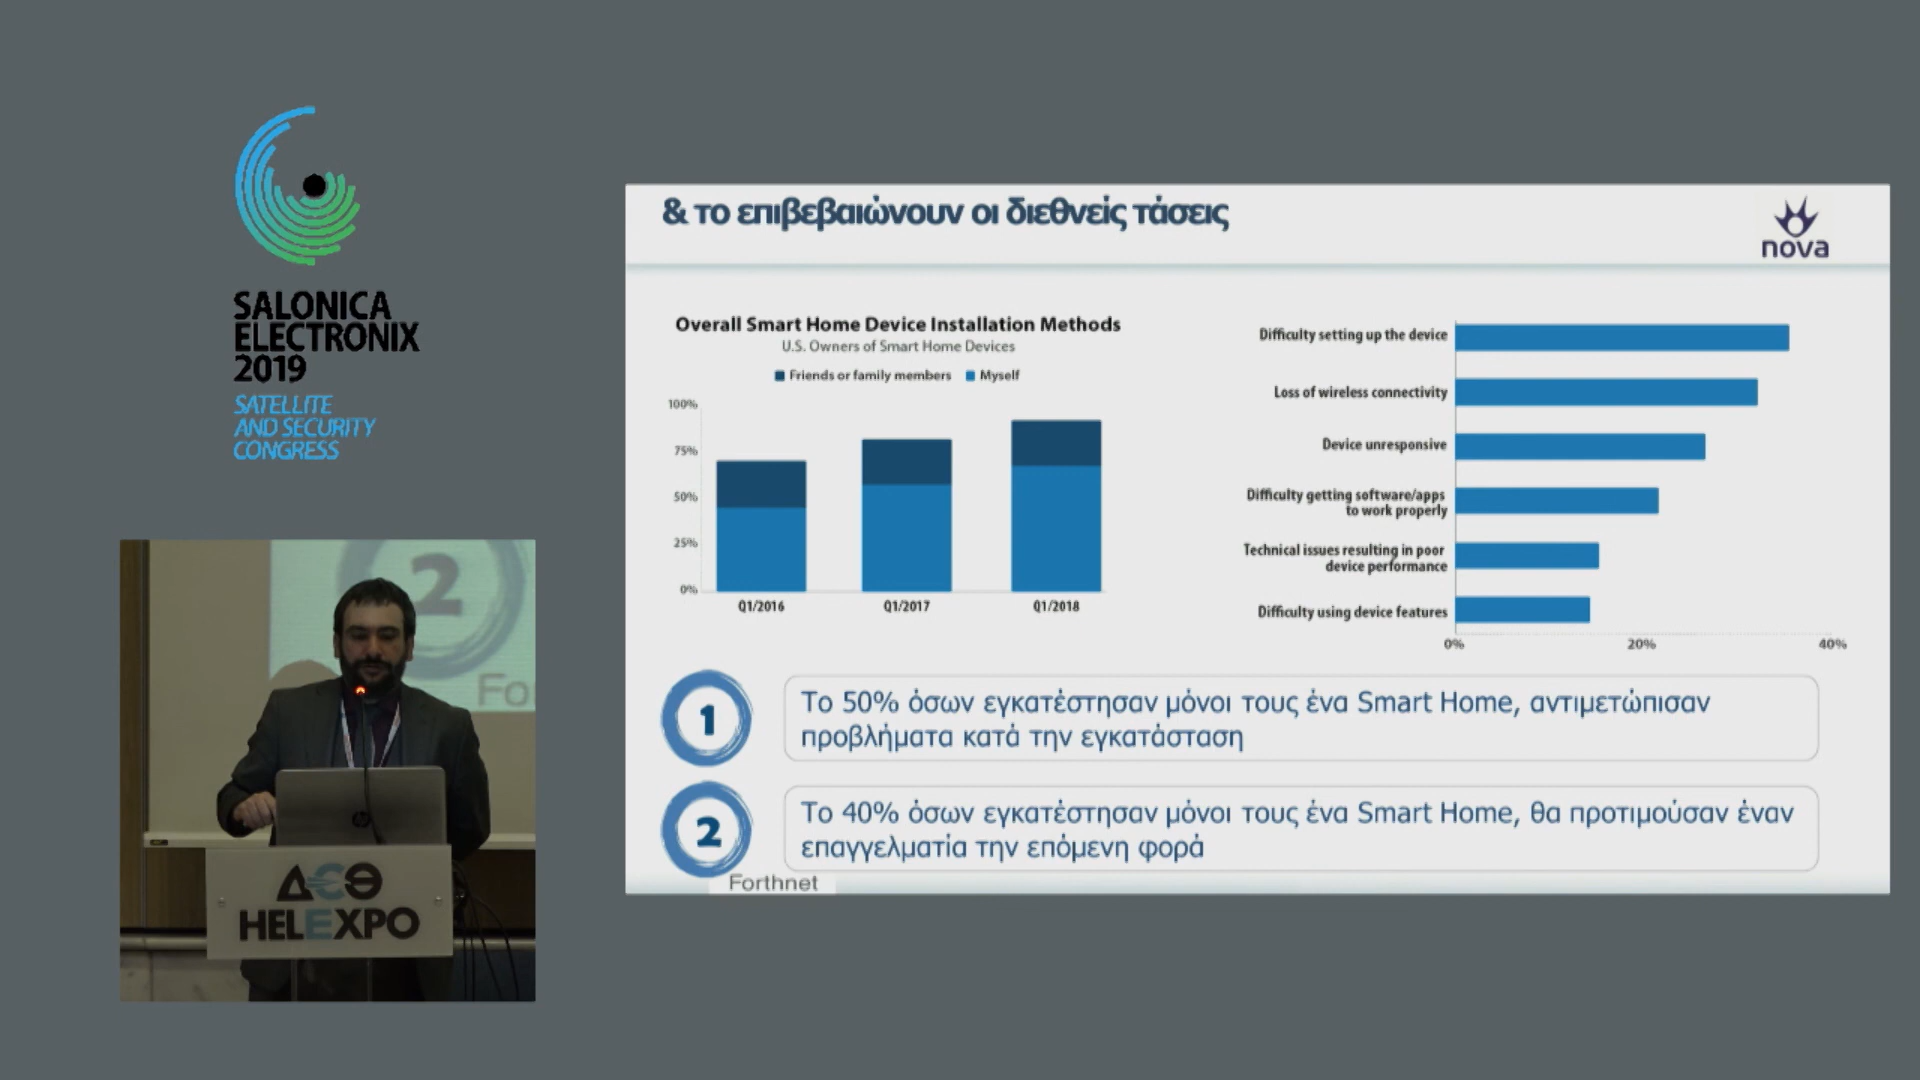 SALONICA
ELECTRONIX
2019
SATELLITE
AND SECURITY
CONGRESS
2
For
hp
ΔΕΘ
HELEXPO
& το επιβεβαιώνουν οι διεθνείς τάσεις
nova
Overall Smart Home Device Installation Methods
U.S. Owners of Smart Home Devices
Friends or family members Myself
100%
75%
50%
25%
0%
Q1/2016 Q1/2017 Q1/2018
Difficulty setting up the device
Loss of wireless connectivity
Device unresponsive
Difficulty getting software/apps
to work properly
Technical issues resulting in poor
device performance
Difficulty using device features
0% 20% 40%
1
Το 50% όσων εγκατέστησαν μόνοι τους ένα Smart Home, αντιμετώπισαν
προβλήματα κατά την εγκατάσταση
2
Το 40% όσων εγκατέστησαν μόνοι τους ένα Smart Home, θα προτιμούσαν έναν
επαγγελματία την επόμενη φορά
Forthnet